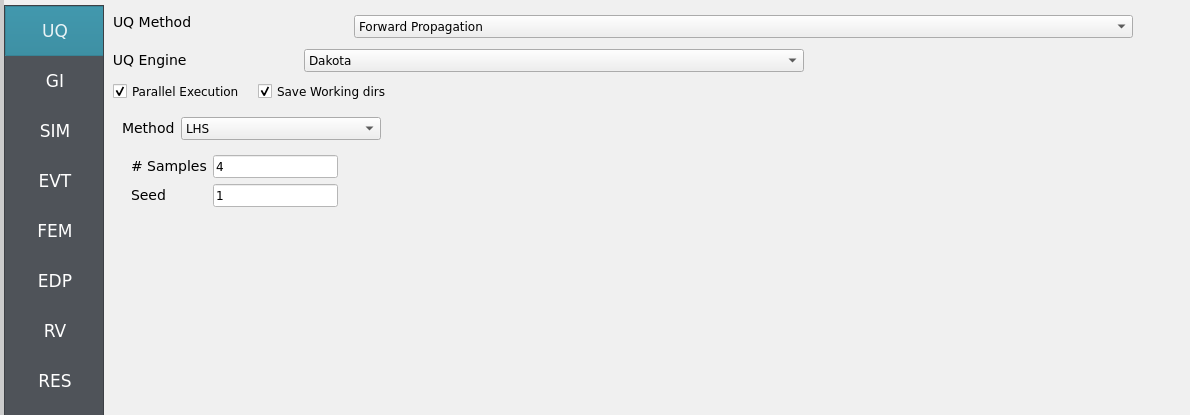 UQ
GI
SIM
EVT
FEM
EDP
RV
RES
UQ Method Forward Propagation
UQ Engine Dakota
Parallel Execution Save Working dirs
Method LHS
# Samples 4
Seed 1